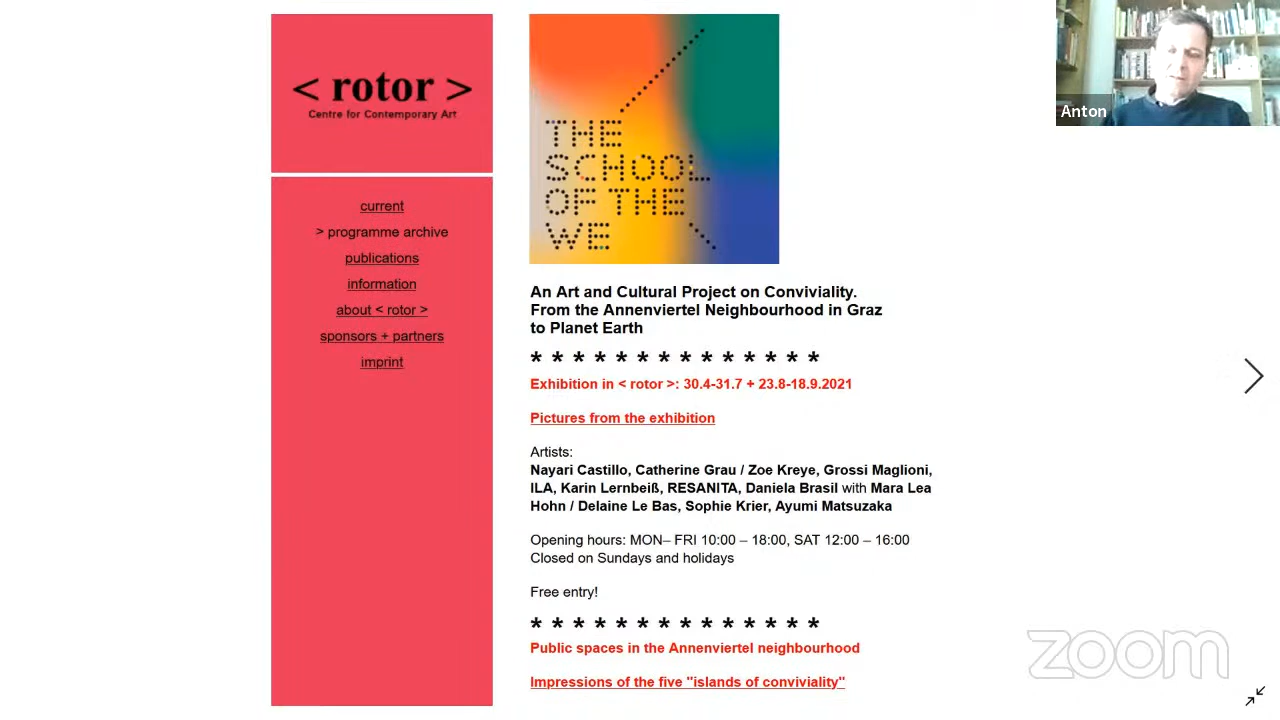 < rotor >
Centre for Contemporary Art
current
> programme archive
publications
information
about < rotor >
sponsors + partners
imprint
THE
SCHOOL
OF THE
WE
An Art and Cultural Project on Conviviality.
From the Annenviertel Neighbourhood in Graz
to Planet Earth
* * * * * * * * * * * * * *
Exhibition in < rotor >: 30.4-31.7 + 23.8-18.9.2021
Pictures from the exhibition
Artists:
Nayari Castillo, Catherine Grau / Zoe Kreye, Grossi Maglioni,
ILA, Karin Lernbeiß, RESANITA, Daniela Brasil with Mara Lea
Hohn / Delaine Le Bas, Sophie Krier, Ayumi Matsuzaka
Opening hours: MON– FRI 10:00 – 18:00, SAT 12:00 – 16:00
Closed on Sundays and holidays
Free entry!
* * * * * * * * * * * * * *
Public spaces in the Annenviertel neighbourhood
Impressions of the five "islands of conviviality"
Anton
zoom